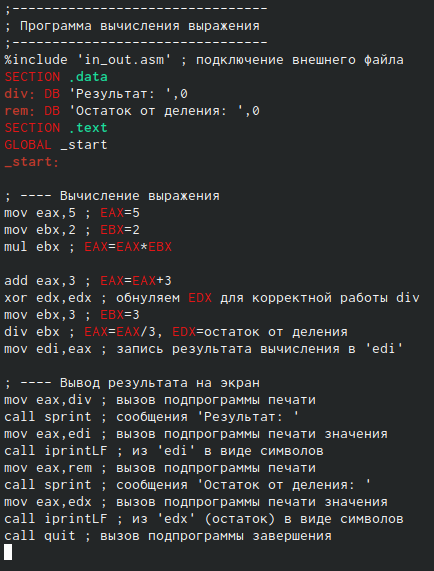 ;--------------------------------
; Программа вычисления выражения
;--------------------------------
%include 'in_out.asm' ; подключение внешнего файла
SECTION .data
div: DB 'Результат: ',0
rem: DB 'Остаток от деления: ',0
SECTION .text
GLOBAL _start
_start:
; ---- Вычисление выражения
mov eax,5 ; EAX=5
mov ebx,2 ; EBX=2
mul ebx ; EAX=EAX*EBX
add eax,3 ; EAX=EAX+3
xor edx,edx ; обнуляем EDX для корректной работы div
mov ebx,3 ; EBX=3
div ebx ; EAX=EAX/3, EDX=остаток от деления
mov edi,eax ; запись результата вычисления в 'edi'
; ---- Вывод результата на экран
mov eax,div ; вызов подпрограммы печати
call sprint ; сообщения 'Результат: '
mov eax,edi ; вызов подпрограммы печати значения
call iprintLF ; из 'edi' в виде символов
mov eax,rem ; вызов подпрограммы печати
call sprint ; сообщения 'Остаток от деления: '
mov eax,edx ; вызов подпрограммы печати значения
call iprintLF ; из 'edx' (остаток) в виде символов
call quit ; вызов подпрограммы завершения